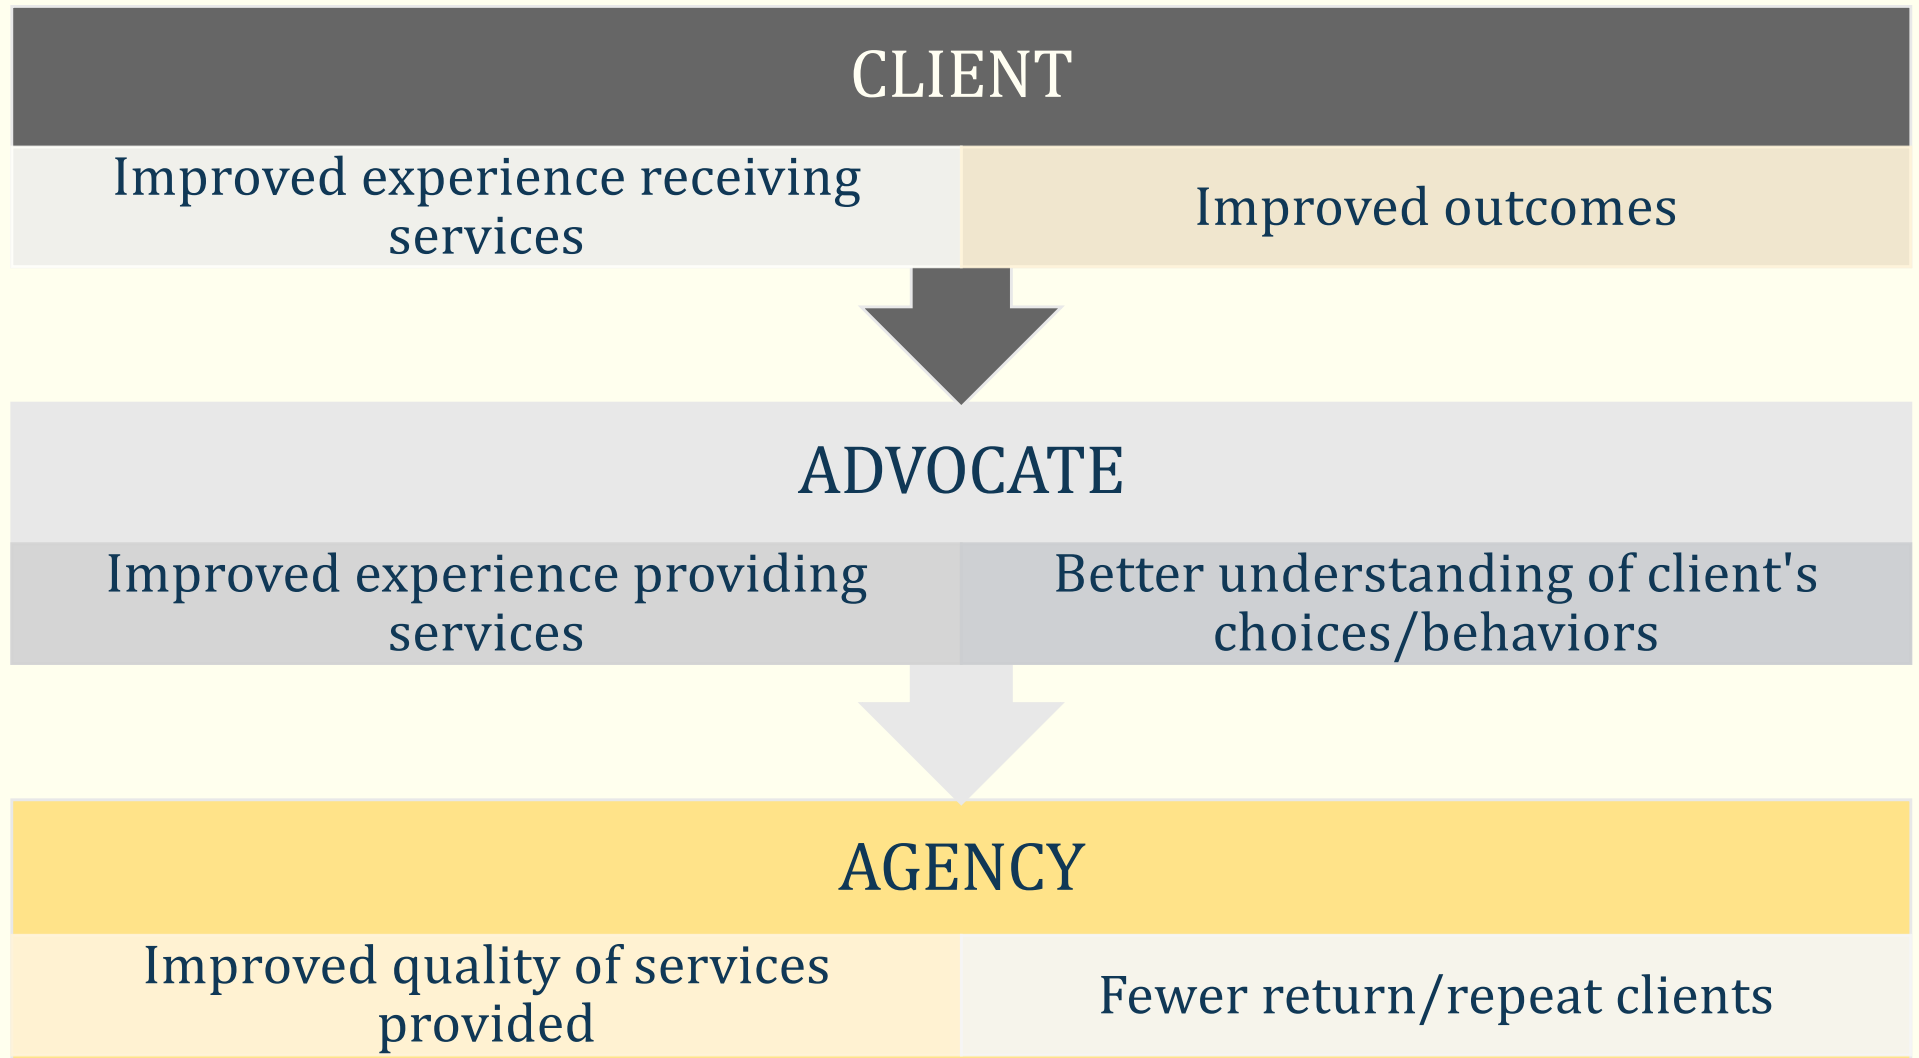 CLIENT
Improved experience receiving
services
Improved outcomes
ADVOCATE
Improved experience providing
services
Better understanding of client's
choices/behaviors
AGENCY
Improved quality of services
provided
Fewer return/repeat clients